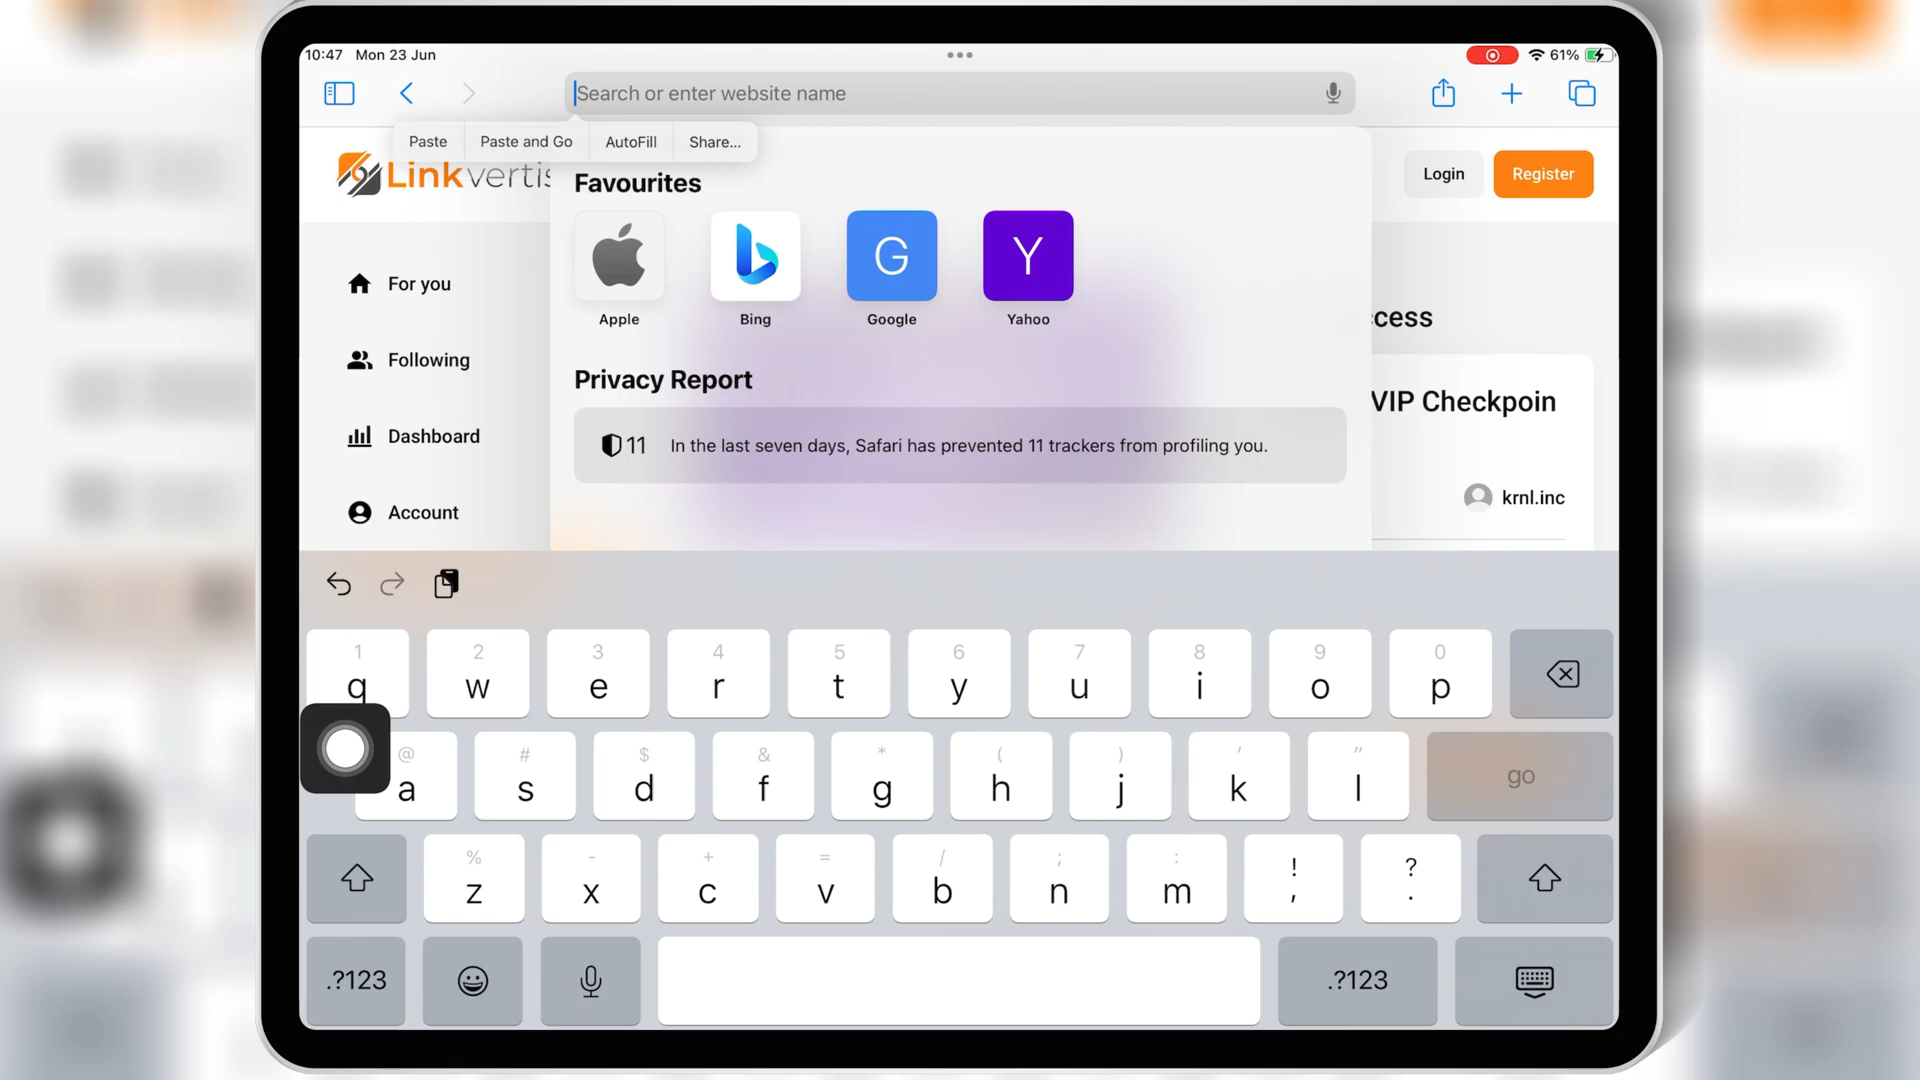 10:47 Mon 23 Jun
61%
Search or enter website name
Paste
Paste and Go
AutoFill
Share...
Linkvertis
Login
Register
Favourites
For you
Following
Dashboard
Account
Apple
Bing
G
Google
Y
Yahoo
Privacy Report
11 In the last seven days, Safari has prevented 11 trackers from profiling you.
cess
VIP Checkpoin
krnl.inc
1 2 3 4 5 6 7 8 9 0
q w e r t y u i o p
@ # $ & * ( ) ' "
a s d f g h j k l go
% - + = / ; : ! ?
z x c v b n m , .
.?123 .?123